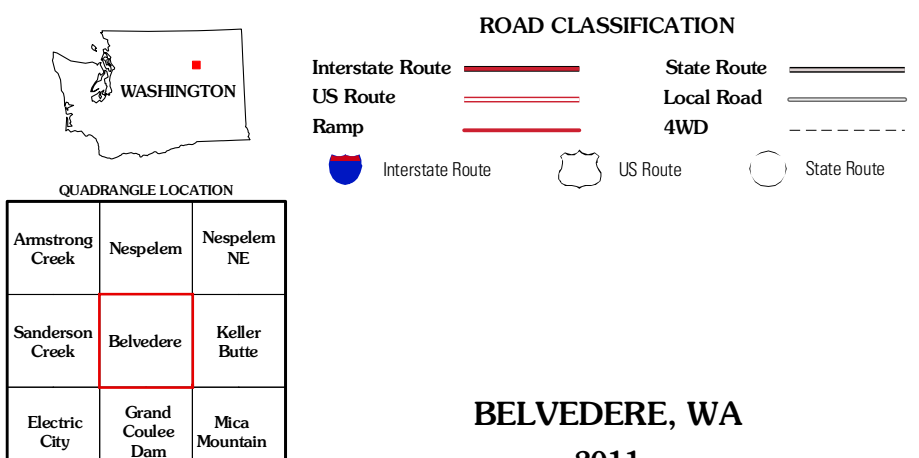 WASHINGTON
QUADRANGLE LOCATION
Armstrong
Creek
Nespelem
Nespelem
NE
Sanderson
Creek
Belvedere
Keller
Butte
Electric
City
Grand
Coulee
Dam
Mica
Mountain
ROAD CLASSIFICATION
Interstate Route
State Route
US Route
Local Road
Ramp
4WD
Interstate Route
US Route
State Route
BELVEDERE, WA
2011